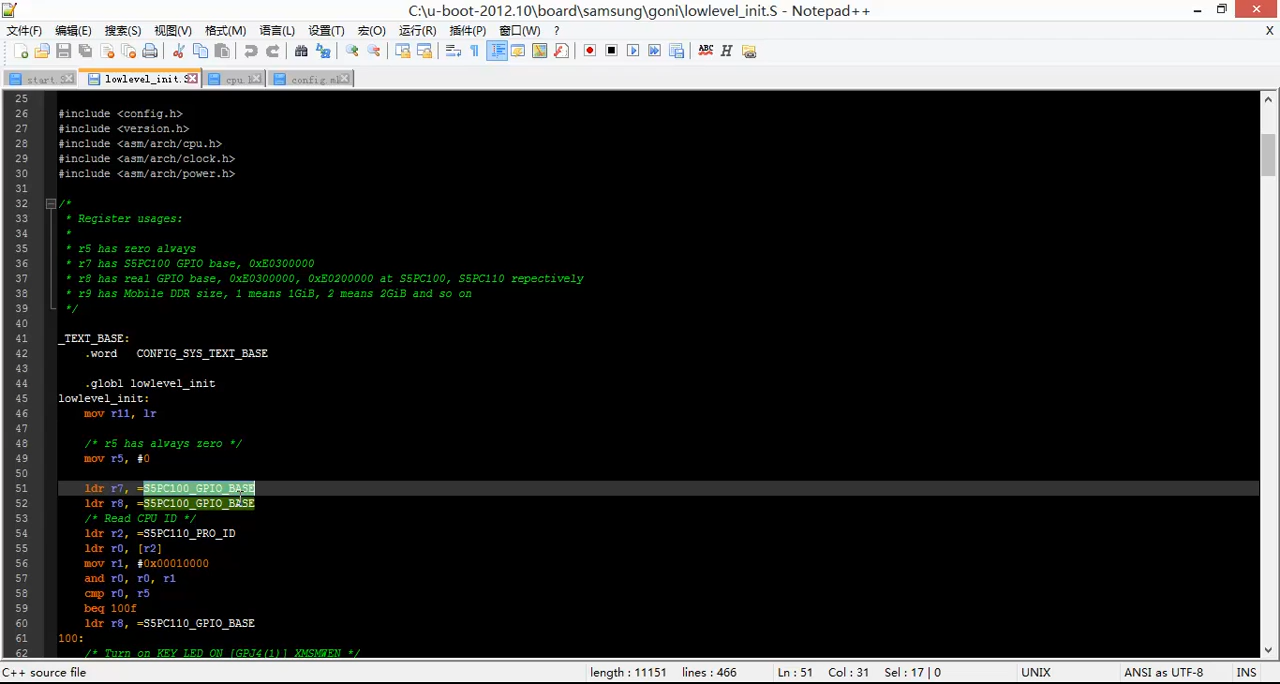 C:\u-boot-2012.10\board\samsung\goni\lowlevel_init.S - Notepad++
文件(F) 编辑(E) 搜索(S) 视图(V) 格式(M) 语言(L) 设置(T) 宏(O) 运行(R) 插件(P) 窗口(W) ? X
start.S lowlevel_init.S cpu.h config.mk
25
26 #include <config.h>
27 #include <version.h>
28 #include <asm/arch/cpu.h>
29 #include <asm/arch/clock.h>
30 #include <asm/arch/power.h>
31
32 /*
33 * Register usages:
34 *
35 * r5 has zero always
36 * r7 has S5PC100 GPIO base, 0xE0300000
37 * r8 has real GPIO base, 0xE0300000, 0xE0200000 at S5PC100, S5PC110 repectively
38 * r9 has Mobile DDR size, 1 means 1GiB, 2 means 2GiB and so on
39 */
40
41 _TEXT_BASE:
42 .word CONFIG_SYS_TEXT_BASE
43
44 .globl lowlevel_init
45 lowlevel_init:
46 mov r11, lr
47
48 /* r5 has always zero */
49 mov r5, #0
50
51 ldr r7, =S5PC100_GPIO_BASE
52 ldr r8, =S5PC100_GPIO_BASE
53 /* Read CPU ID */
54 ldr r2, =S5PC110_PRO_ID
55 ldr r0, [r2]
56 mov r1, #0x00010000
57 and r0, r0, r1
58 cmp r0, r5
59 beq 100f
60 ldr r8, =S5PC110_GPIO_BASE
61 100:
62 /* Turn on KEY_LED_ON [GPJ4(1)] XMSMWEN */
C++ source file length : 11151 lines : 466 Ln : 51 Col : 31 Sel : 17 | 0 UNIX ANSI as UTF-8 INS